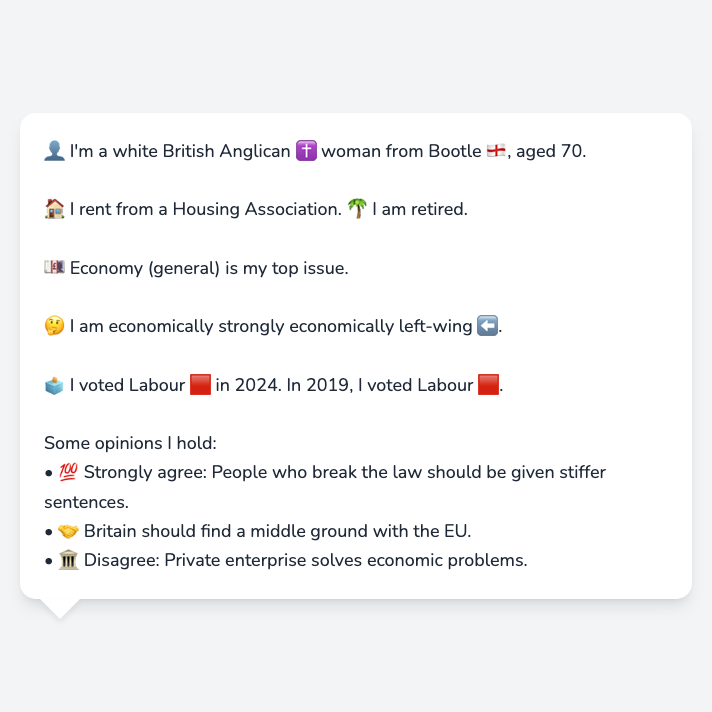 👤 I'm a white British Anglican ✝️ woman from Bootle 🏴󠁧󠁢󠁥󠁮󠁧󠁿, aged 70.
🏠 I rent from a Housing Association. 🌴 I am retired.
💷 Economy (general) is my top issue.
🤔 I am economically strongly economically left-wing ⬅️.
🗳️ I voted Labour 🟥 in 2024. In 2019, I voted Labour 🟥.
Some opinions I hold:
• 💯 Strongly agree: People who break the law should be given stiffer
sentences.
• 🤝 Britain should find a middle ground with the EU.
• 🏛️ Disagree: Private enterprise solves economic problems.